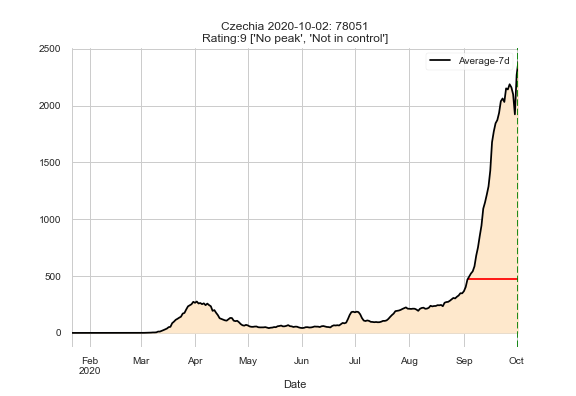 Czechia 2020-10-02: 78051
Rating:9 ['No peak', 'Not in control']
2500
Average-7d
2000
1500
1000
500
0
Feb Mar Apr May Jun Jul Aug Sep Oct
2020
Date